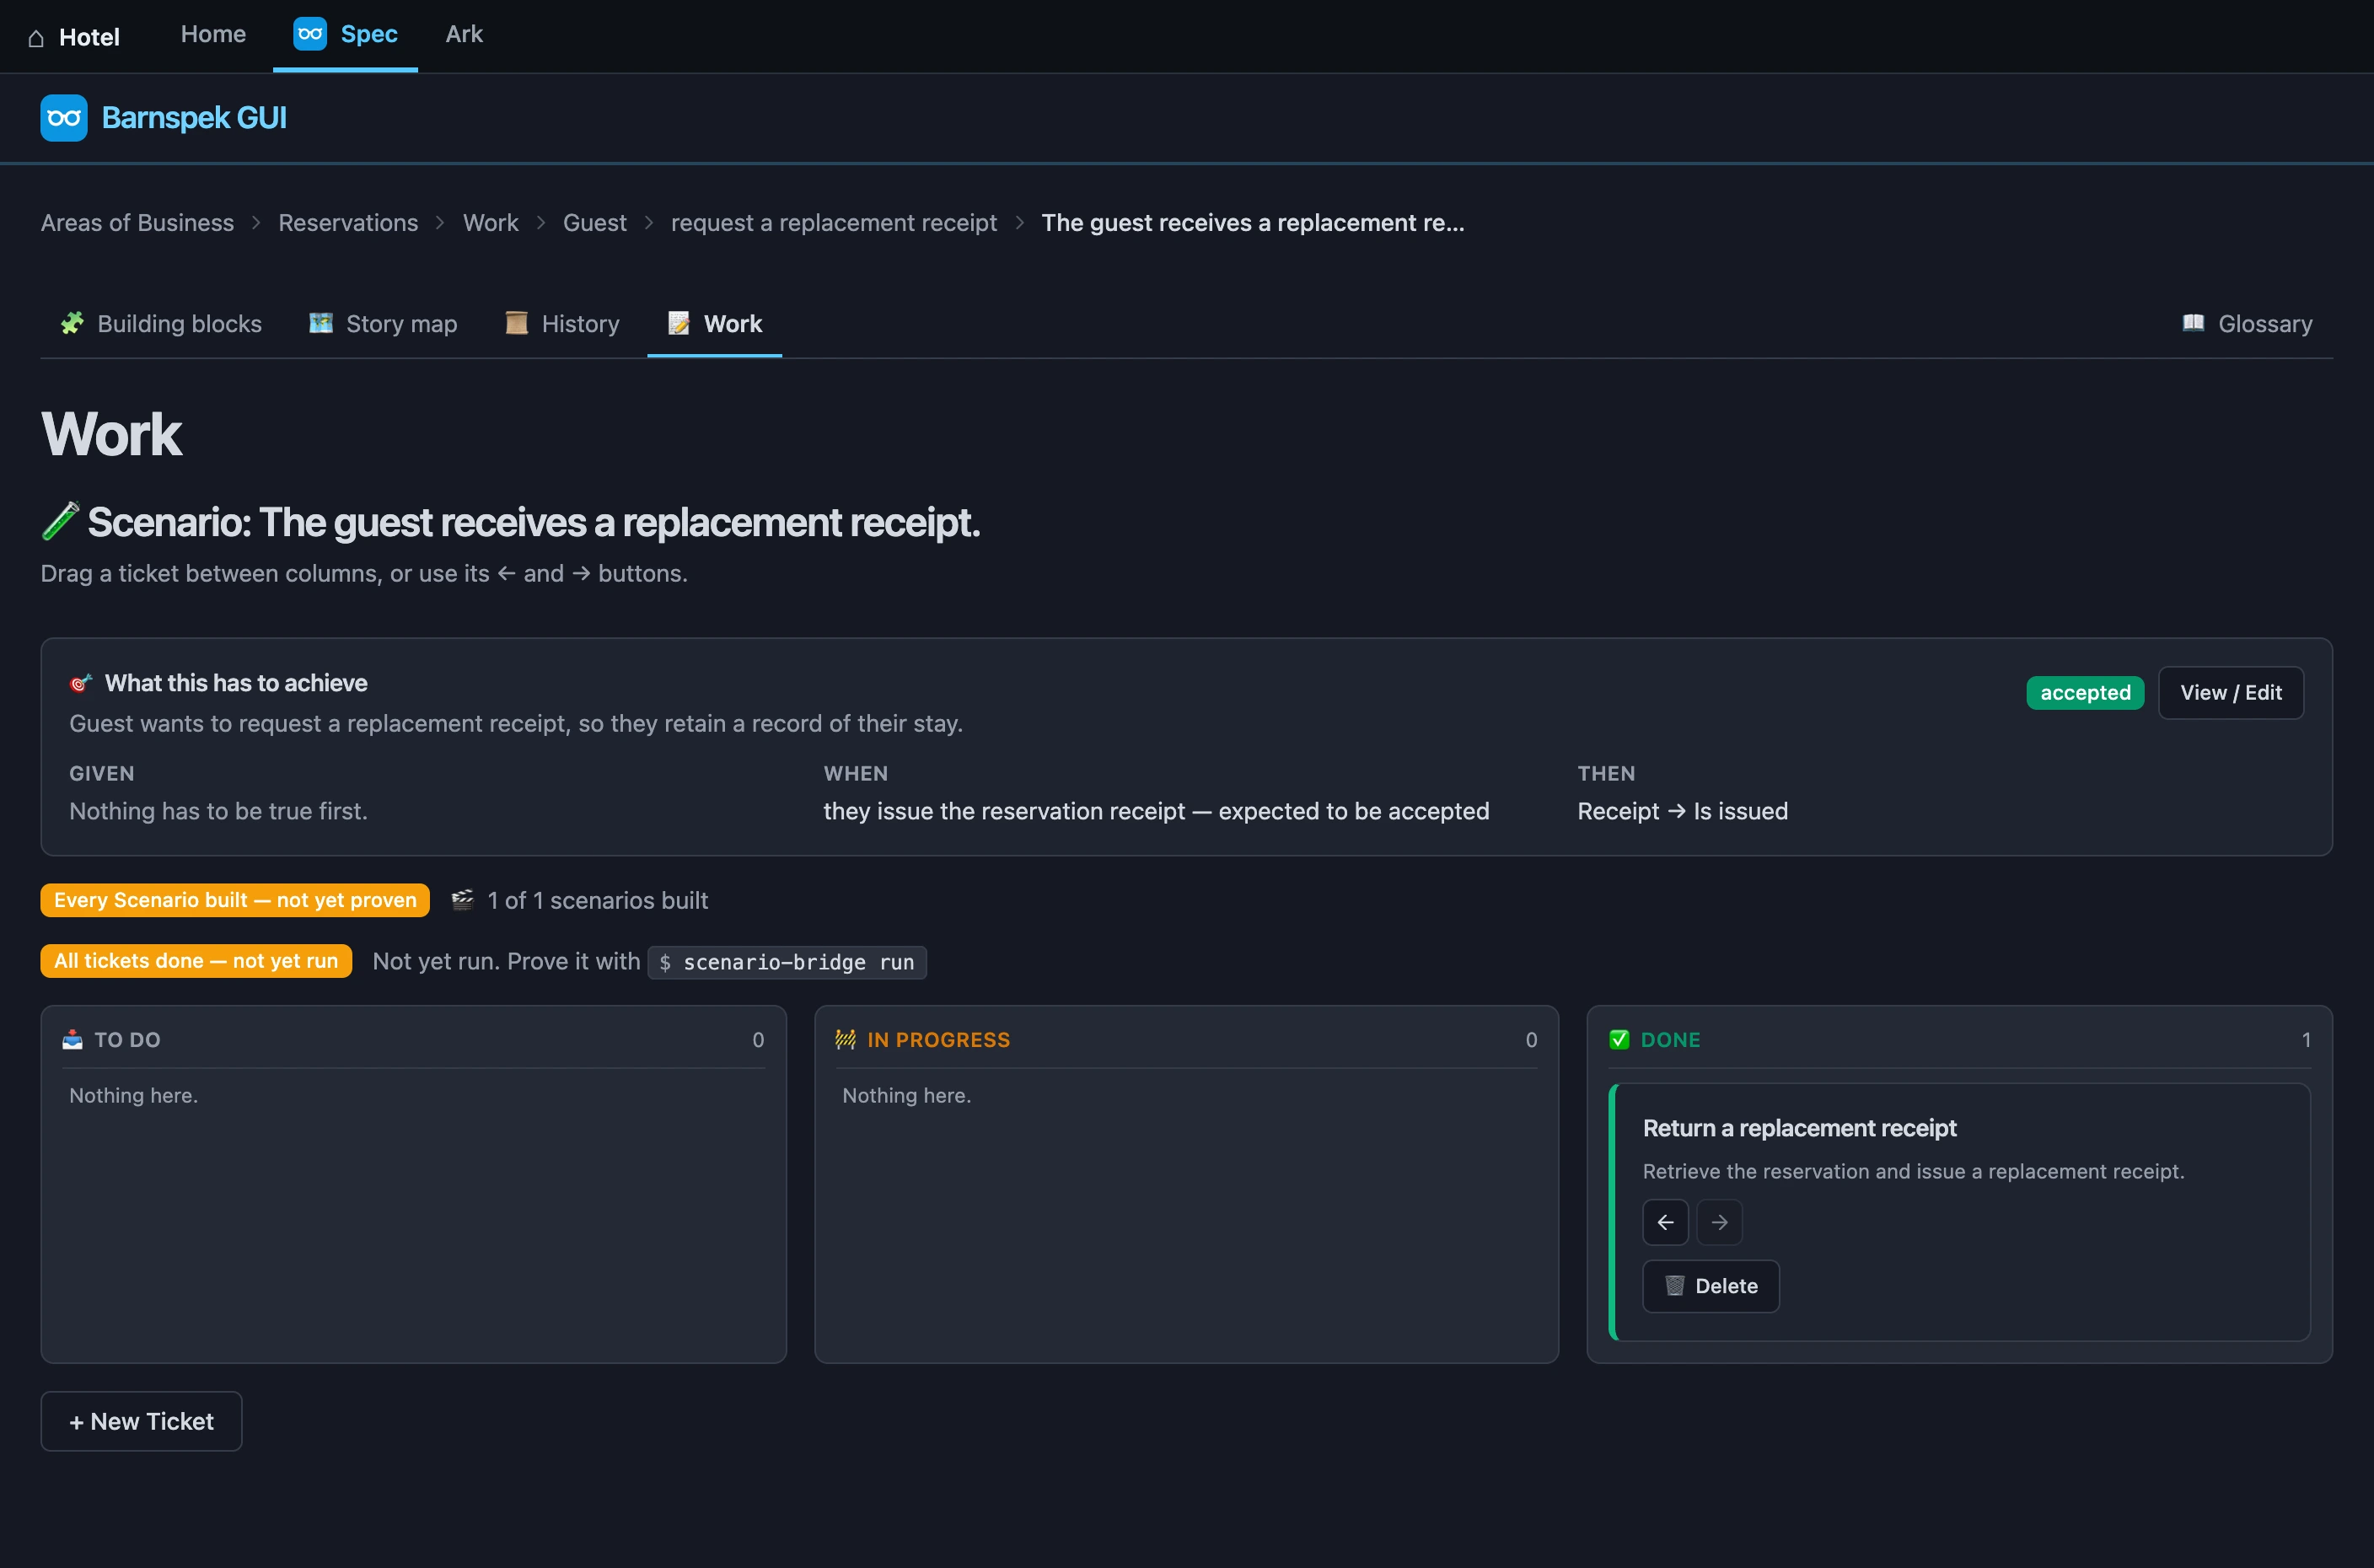 Hotel Home Spec Ark
Barnspek GUI
Areas of Business > Reservations > Work > Guest > request a replacement receipt > The guest receives a replacement re...
Building blocks Story map History Work Glossary
Work
Scenario: The guest receives a replacement receipt.
Drag a ticket between columns, or use its ← and → buttons.
What this has to achieve accepted View / Edit
Guest wants to request a replacement receipt, so they retain a record of their stay.
GIVEN WHEN THEN
Nothing has to be true first. they issue the reservation receipt — expected to be accepted Receipt → Is issued
Every Scenario built — not yet proven 1 of 1 scenarios built
All tickets done — not yet run Not yet run. Prove it with $ scenario-bridge run
TO DO 0 IN PROGRESS 0 DONE 1
Nothing here. Nothing here.
Return a replacement receipt
Retrieve the reservation and issue a replacement receipt.
← →
Delete
+ New Ticket